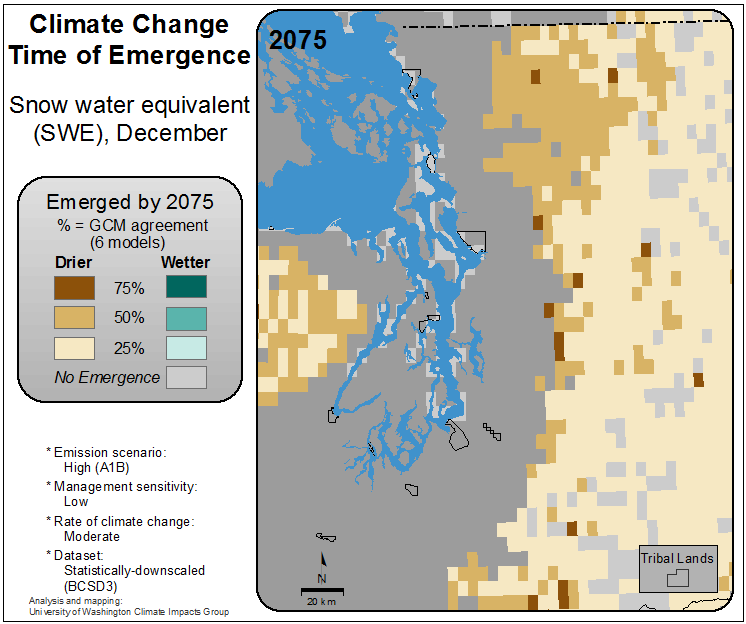 Climate Change
Time of Emergence
Snow water equivalent
(SWE), December
Emerged by 2075
% = GCM agreement
(6 models)
Drier Wetter
75%
50%
25%
No Emergence
* Emission scenario:
High (A1B)
* Management sensitivity:
Low
* Rate of climate change:
Moderate
* Dataset:
Statistically-downscaled
(BCSD3)
Analysis and mapping:
University of Washington Climate Impacts Group
2075
N
20 km
Tribal Lands